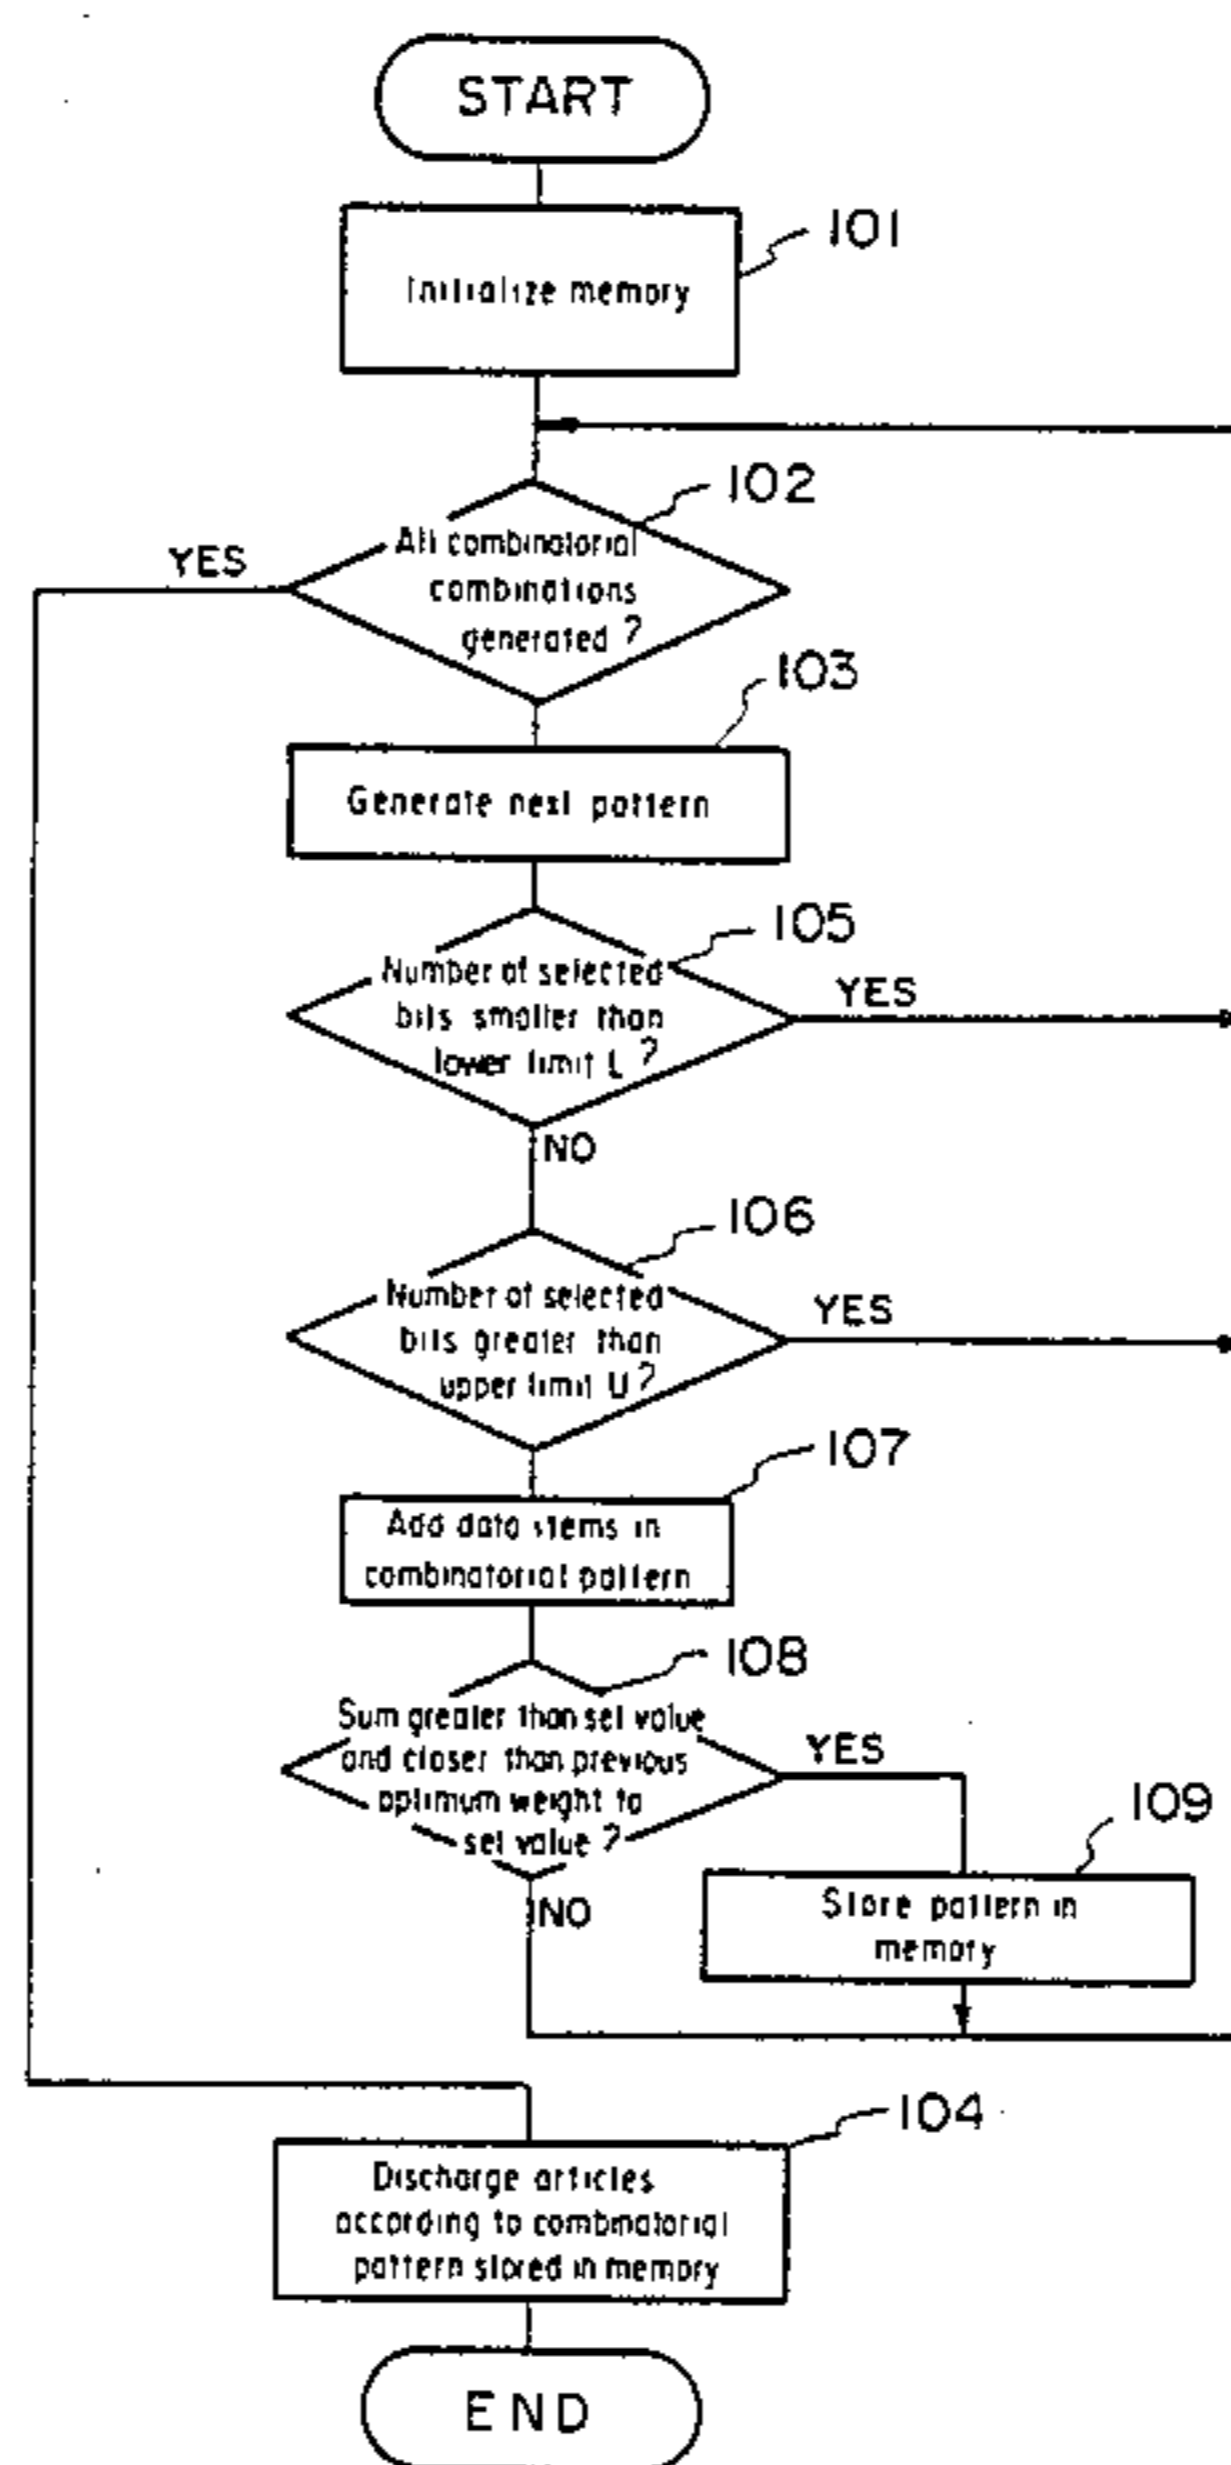 START
101
Initialize memory
102
YES
All combinatorial
combinations
generated ?
103
Generate next pattern
105
Number of selected
bits smaller than
lower limit L ?
YES
NO
106
Number of selected
bits greater than
upper limit U ?
YES
107
Add data items in
combinatorial pattern
108
Sum greater than set value
and closer than previous
optimum weight to
set value ?
YES
109
NO
Store pattern in
memory
104
Discharge articles
according to combinatorial
pattern stored in memory
END